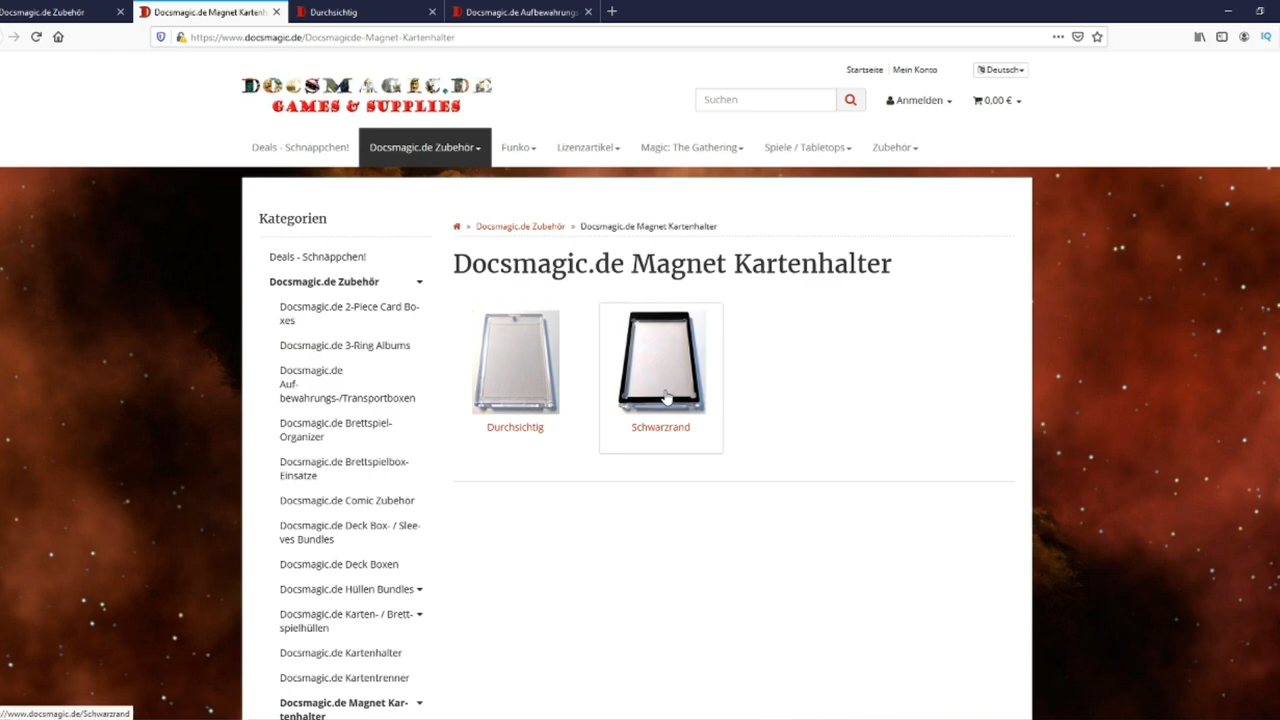 Docsmagic.de Zubehör
Docsmagic.de Magnet Kartenh
Durchsichtig
Docsmagic.de Aufbewahrungs
https://www.docsmagic.de/Docsmagicde-Magnet-Kartenhalter
Startseite Mein Konto Deutsch
DOCSMAGIC.DE
GAMES & SUPPLIES
Suchen Anmelden 0,00 €
Deals - Schnäppchen! Docsmagic.de Zubehör Funko Lizenzartikel Magic: The Gathering Spiele / Tabletops Zubehör
Kategorien
Deals - Schnäppchen!
Docsmagic.de Zubehör
Docsmagic.de 2-Piece Card Bo-
xes
Docsmagic.de 3-Ring Albums
Docsmagic.de
Auf-
bewahrungs-/Transportboxen
Docsmagic.de Brettspiel-
Organizer
Docsmagic.de Brettspielbox-
Einsätze
Docsmagic.de Comic Zubehör
Docsmagic.de Deck Box- / Slee-
ves Bundles
Docsmagic.de Deck Boxen
Docsmagic.de Hüllen Bundles
Docsmagic.de Karten- / Brett-
spielhüllen
Docsmagic.de Kartenhalter
Docsmagic.de Kartentrenner
Docsmagic.de Magnet Kar-
tenhalter
» Docsmagic.de Zubehör » Docsmagic.de Magnet Kartenhalter
Docsmagic.de Magnet Kartenhalter
Durchsichtig
Schwarzrand
//www.docsmagic.de/Schwarzrand